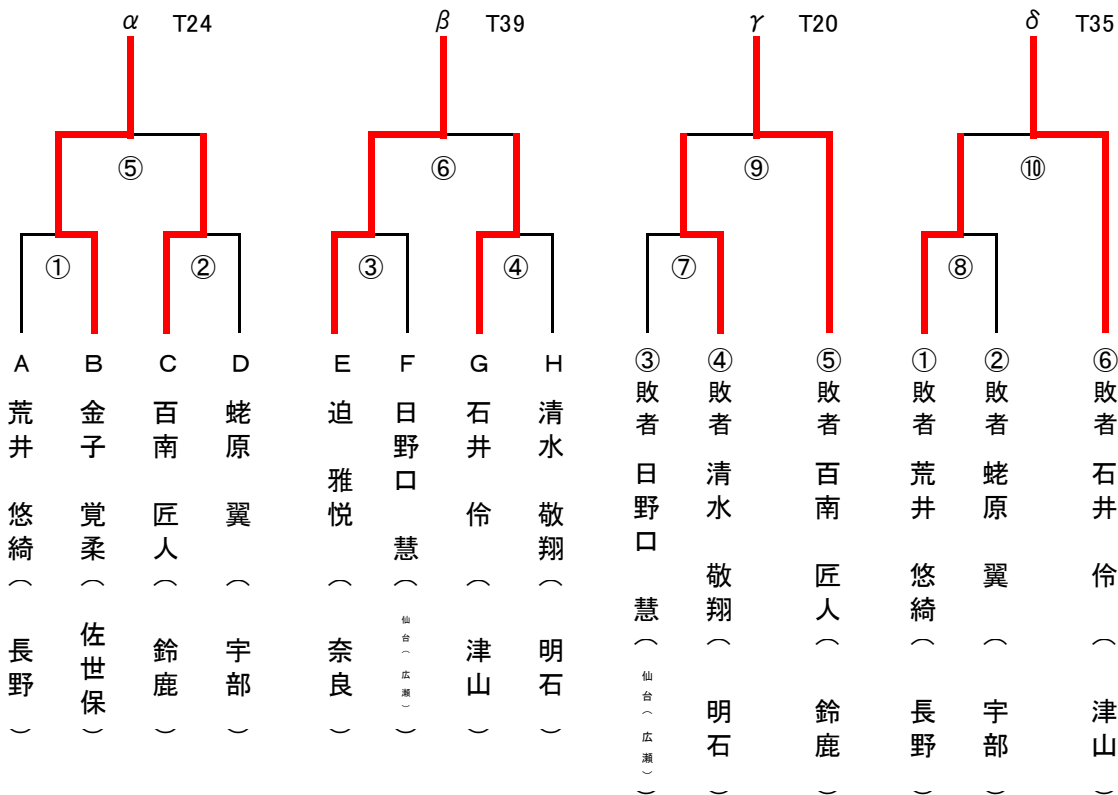 α T24
β T39
γ T20
δ T35
⑤
⑥
⑨
⑩
①
②
③
④
⑦
⑧
A 荒井 悠綺(長野)
B 金子 覚柔(佐世保)
C 百南 匠人(鈴鹿)
D 蛯原 翼(宇部)
E 迫 雅悦(奈良)
F 日野口 慧(仙台(広瀬))
G 石井 伶(津山)
H 清水 敬翔(明石)
③敗者 日野口 慧(仙台(広瀬))
④敗者 清水 敬翔(明石)
⑤敗者 百南 匠人(鈴鹿)
①敗者 荒井 悠綺(長野)
②敗者 蛯原 翼(宇部)
⑥敗者 石井 伶(津山)